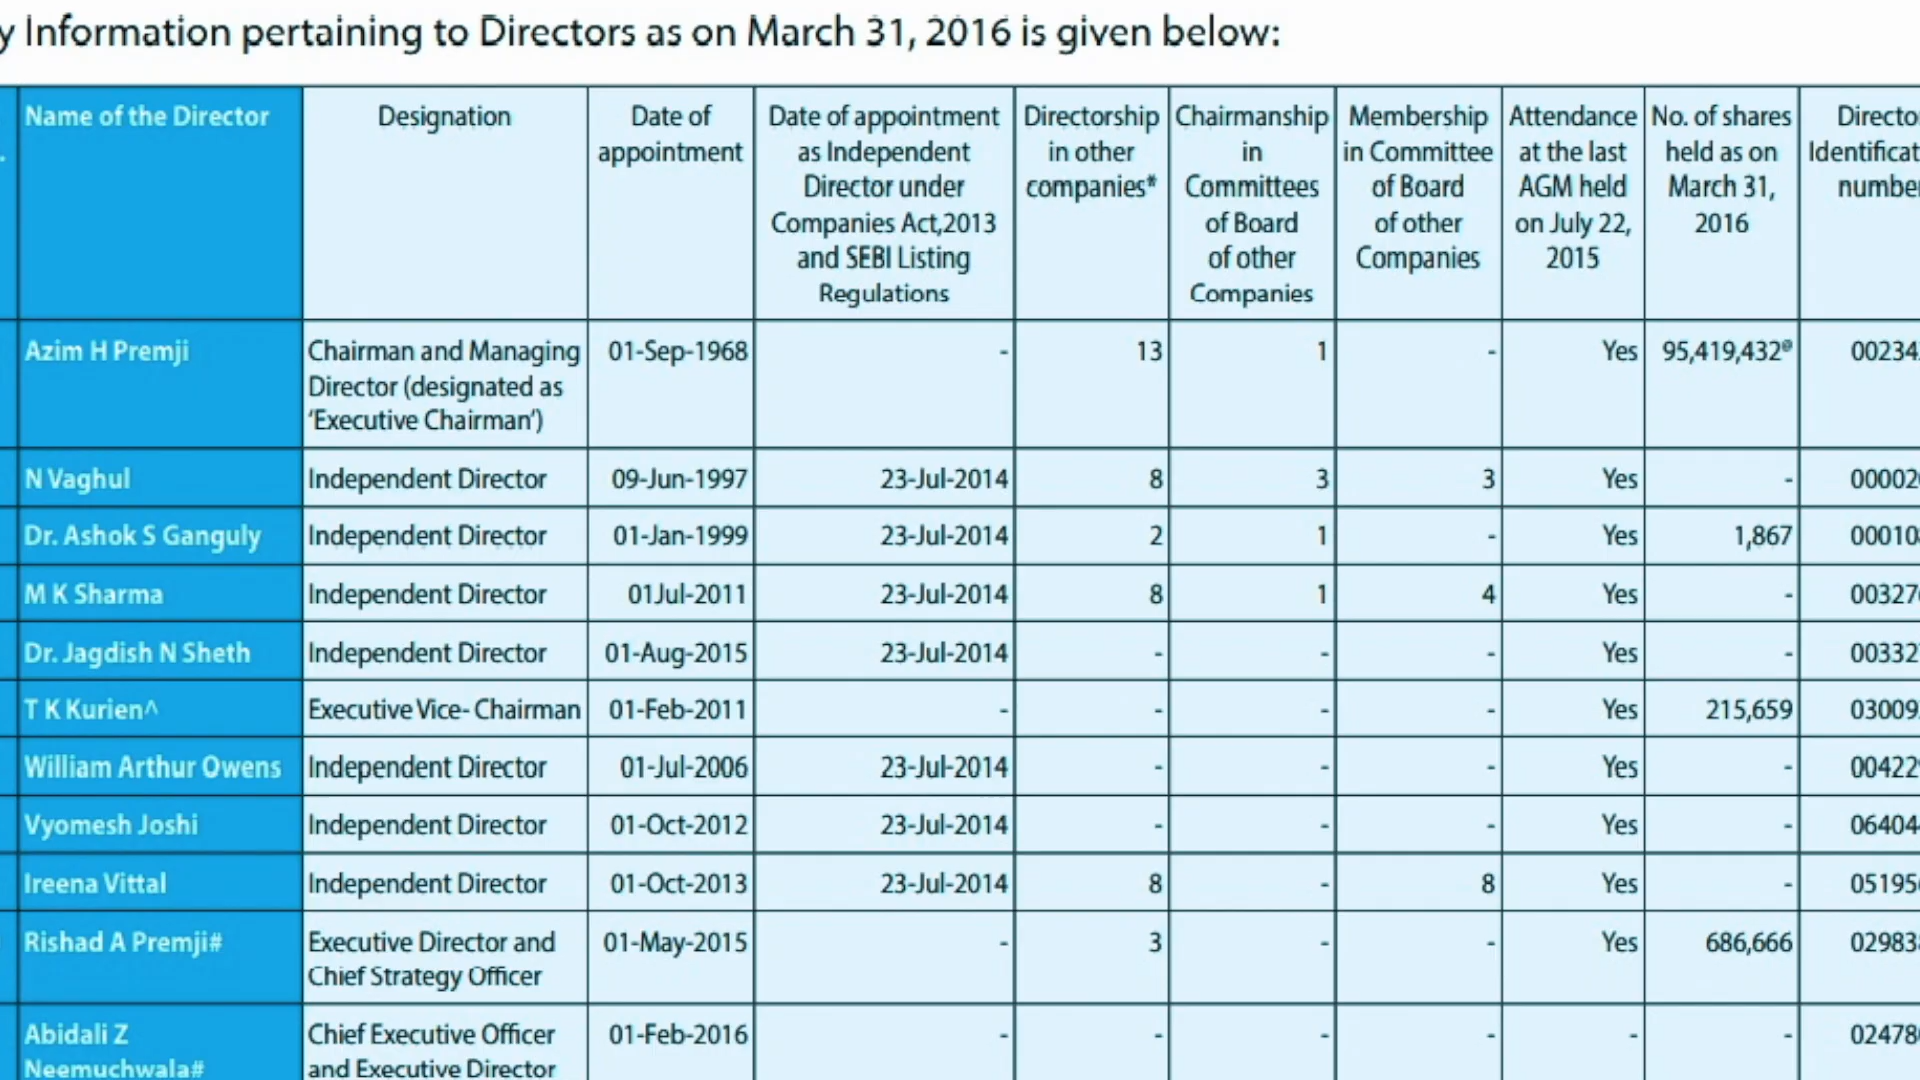 y Information pertaining to Directors as on March 31, 2016 is given below:
Name of the Director Designation Date of appointment Date of appointment as Independent Director under Companies Act,2013 and SEBI Listing Regulations Directorship in other companies* Chairmanship in Committees of Board of other Companies Membership in Committee of Board of other Companies Attendance at the last AGM held on July 22, 2015 No. of shares held as on March 31, 2016
Azim H Premji Chairman and Managing Director (designated as 'Executive Chairman') 01-Sep-1968 - 13 1 - Yes 95,419,432@
N Vaghul Independent Director 09-Jun-1997 23-Jul-2014 8 3 3 Yes -
Dr. Ashok S Ganguly Independent Director 01-Jan-1999 23-Jul-2014 2 1 - Yes 1,867
M K Sharma Independent Director 01Jul-2011 23-Jul-2014 8 1 4 Yes -
Dr. Jagdish N Sheth Independent Director 01-Aug-2015 23-Jul-2014 - - - Yes -
T K Kurien^ Executive Vice- Chairman 01-Feb-2011 - - - - Yes 215,659
William Arthur Owens Independent Director 01-Jul-2006 23-Jul-2014 - - - Yes -
Vyomesh Joshi Independent Director 01-Oct-2012 23-Jul-2014 - - - Yes -
Ireena Vittal Independent Director 01-Oct-2013 23-Jul-2014 8 - 8 Yes -
Rishad A Premji# Executive Director and Chief Strategy Officer 01-May-2015 - 3 - - Yes 686,666
Abidali Z Neemuchwala# Chief Executive Officer and Executive Director 01-Feb-2016 - - - - - -